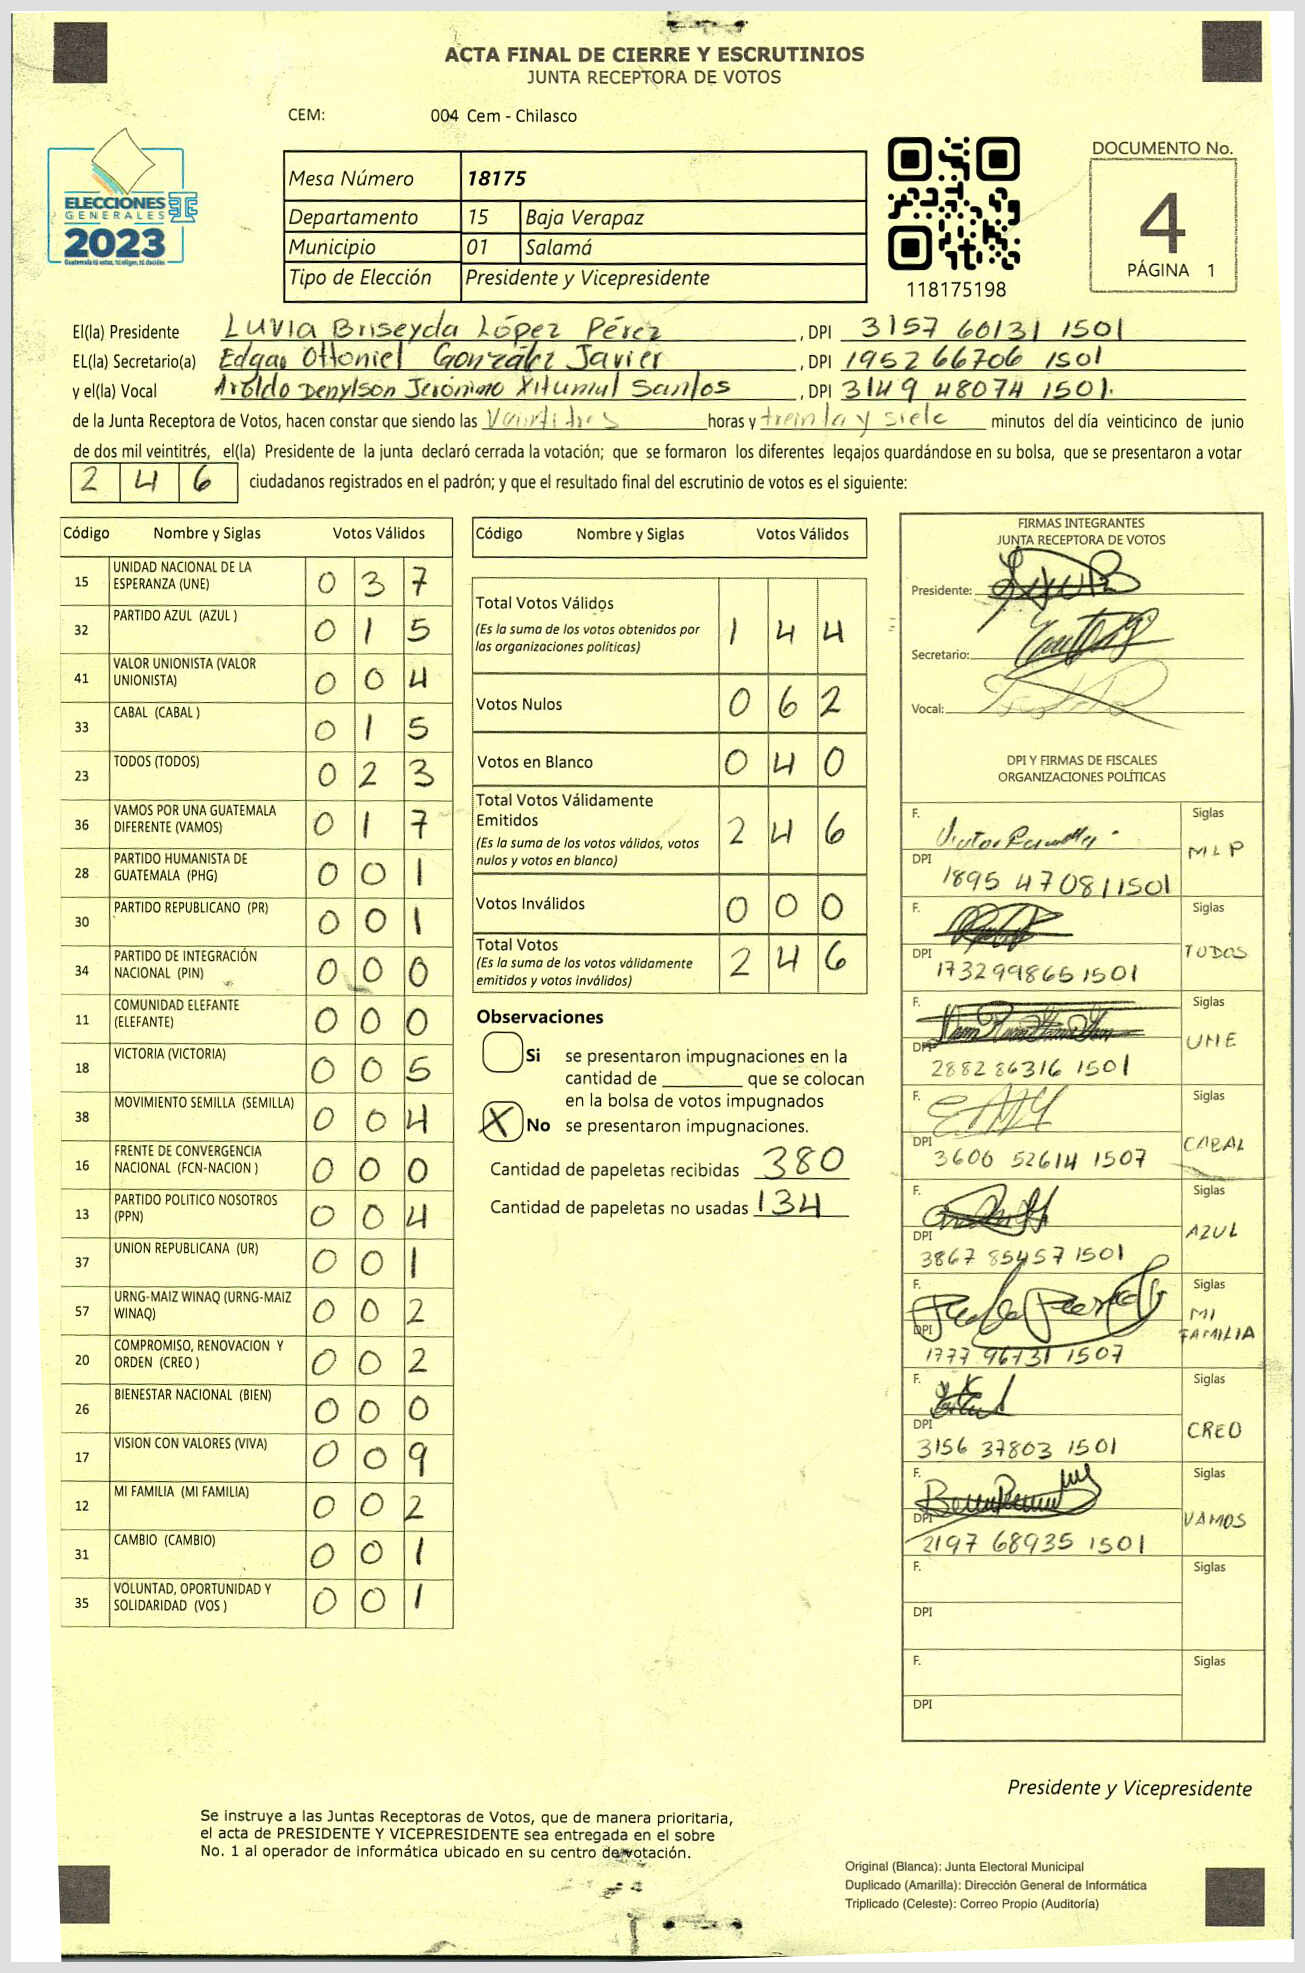 ACTA FINAL DE CIERRE Y ESCRUTINIOS
JUNTA RECEPTORA DE VOTOS
CEM: 004 Cem - Chilasco
ELECCIONES
GENERALES
2023
Guatemala tú votas, tú eliges, tú decides
Mesa Número 18175
Departamento 15 Baja Verapaz
Municipio 01 Salamá
Tipo de Elección Presidente y Vicepresidente
118175198
DOCUMENTO No.
4
PÁGINA 1
El(la) Presidente Luvia Briseyda López Pérez, DPI 3157 60131 1501
EL(la) Secretario(a) Edgar Ottoniel González Javier, DPI 1952 66706 1501
y el(la) Vocal Aroldo Denylson Jerónimo Xitumul Santos, DPI 3149 48074 1501.
de la Junta Receptora de Votos, hacen constar que siendo las Veintitres horas y treinta y siete minutos del día veinticinco de junio
de dos mil veintitrés, el(la) Presidente de la junta declaró cerrada la votación; que se formaron los diferentes legajos guardándose en su bolsa, que se presentaron a votar
2 4 6 ciudadanos registrados en el padrón; y que el resultado final del escrutinio de votos es el siguiente:
Código Nombre y Siglas Votos Válidos
15 UNIDAD NACIONAL DE LA ESPERANZA (UNE) 0 3 7
32 PARTIDO AZUL (AZUL ) 0 1 5
41 VALOR UNIONISTA (VALOR UNIONISTA) 0 0 4
33 CABAL (CABAL ) 0 1 5
23 TODOS (TODOS) 0 2 3
36 VAMOS POR UNA GUATEMALA DIFERENTE (VAMOS) 0 1 7
28 PARTIDO HUMANISTA DE GUATEMALA (PHG) 0 0 1
30 PARTIDO REPUBLICANO (PR) 0 0 1
34 PARTIDO DE INTEGRACIÓN NACIONAL (PIN) 0 0 0
11 COMUNIDAD ELEFANTE (ELEFANTE) 0 0 0
18 VICTORIA (VICTORIA) 0 0 5
38 MOVIMIENTO SEMILLA (SEMILLA) 0 0 4
16 FRENTE DE CONVERGENCIA NACIONAL (FCN-NACION ) 0 0 0
13 PARTIDO POLITICO NOSOTROS (PPN) 0 0 4
37 UNION REPUBLICANA (UR) 0 0 1
57 URNG-MAIZ WINAQ (URNG-MAIZ WINAQ) 0 0 2
20 COMPROMISO, RENOVACION Y ORDEN (CREO ) 0 0 2
26 BIENESTAR NACIONAL (BIEN) 0 0 0
17 VISION CON VALORES (VIVA) 0 0 9
12 MI FAMILIA (MI FAMILIA) 0 0 2
31 CAMBIO (CAMBIO) 0 0 1
35 VOLUNTAD, OPORTUNIDAD Y SOLIDARIDAD (VOS ) 0 0 1
Código Nombre y Siglas Votos Válidos
Total Votos Válidos 1 4 4
(Es la suma de los votos obtenidos por
las organizaciones políticas)
Votos Nulos 0 6 2
Votos en Blanco 0 4 0
Total Votos Válidamente
Emitidos 2 4 6
(Es la suma de los votos válidos, votos
nulos y votos en blanco)
Votos Inválidos 0 0 0
Total Votos 2 4 6
(Es la suma de los votos válidamente
emitidos y votos inválidos)
Observaciones
Si se presentaron impugnaciones en la
cantidad de ________ que se colocan
en la bolsa de votos impugnados
X No se presentaron impugnaciones.
Cantidad de papeletas recibidas 380
Cantidad de papeletas no usadas 134
FIRMAS INTEGRANTES
JUNTA RECEPTORA DE VOTOS
Presidente:
Secretario:
Vocal:
DPI Y FIRMAS DE FISCALES
ORGANIZACIONES POLÍTICAS
F. Siglas
DPI 1895 47081 1501 MLP
F. Siglas
DPI 1732 99865 1501 TODOS
F. Siglas
DPI 2882 86316 1501 UNE
F. Siglas
DPI 3600 52614 1507 CABAL
F. Siglas
DPI 3867 85457 1501 AZUL
F. Siglas
DPI 1777 96731 1507 MI FAMILIA
F. Siglas
DPI 3156 37803 1501 CREO
F. Siglas
DPI 2197 68935 1501 VAMOS
F. Siglas
DPI
F. Siglas
DPI
Presidente y Vicepresidente
Se instruye a las Juntas Receptoras de Votos, que de manera prioritaria,
el acta de PRESIDENTE Y VICEPRESIDENTE sea entregada en el sobre
No. 1 al operador de informática ubicado en su centro de votación.
Original (Blanca): Junta Electoral Municipal
Duplicado (Amarilla): Dirección General de Informática
Triplicado (Celeste): Correo Propio (Auditoría)